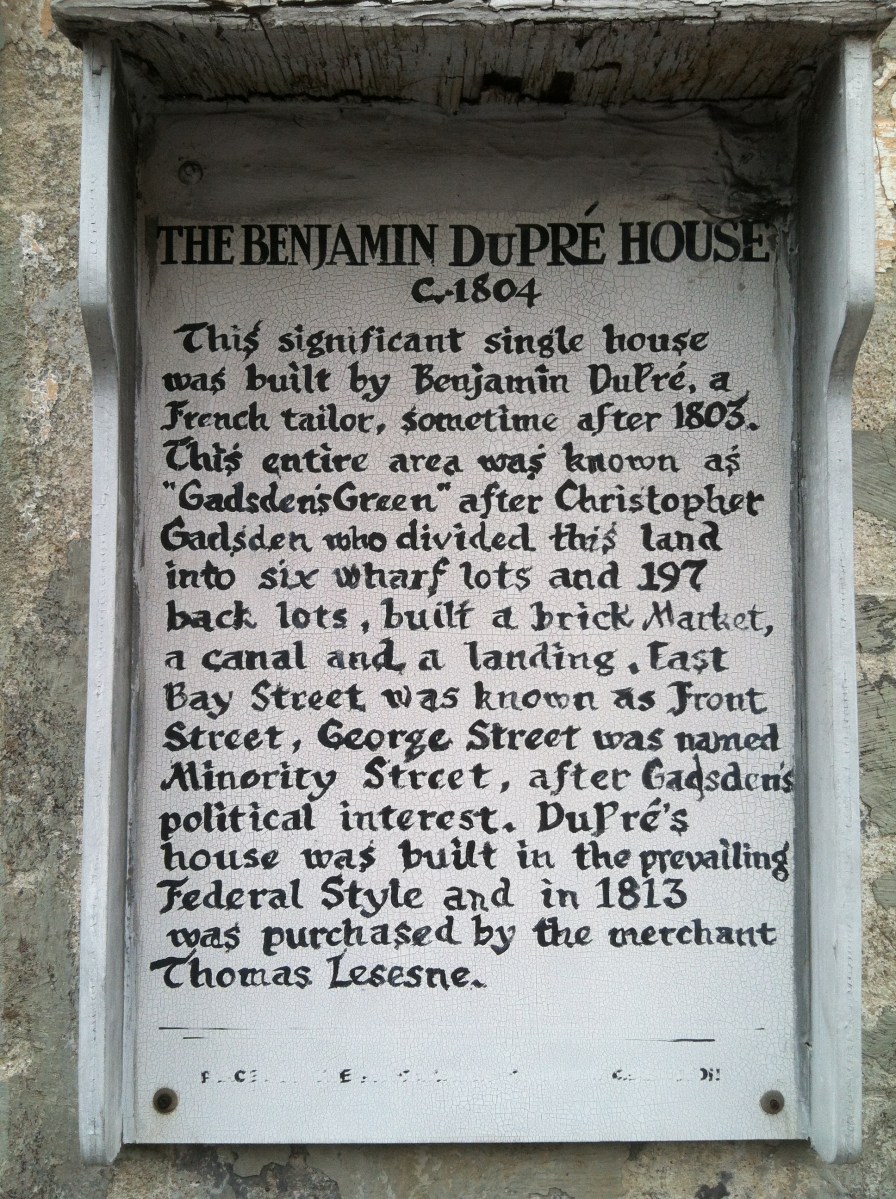 THE BENJAMIN DuPRÉ HOUSE
c.1804
This significant single house
was built by Benjamin DuPré, a
French tailor, sometime after 1803.
This entire area was known as
"Gadsden's Green" after Christopher
Gadsden who divided this land
into six wharf lots and 197
back lots, built a brick Market,
a canal and a landing. East
Bay Street was known as Front
Street, George Street was named
Minority Street, after Gadsden's
political interest. DuPré's
house was built in the prevailing
Federal Style and in 1813
was purchased by the merchant
Thomas Lesesne.